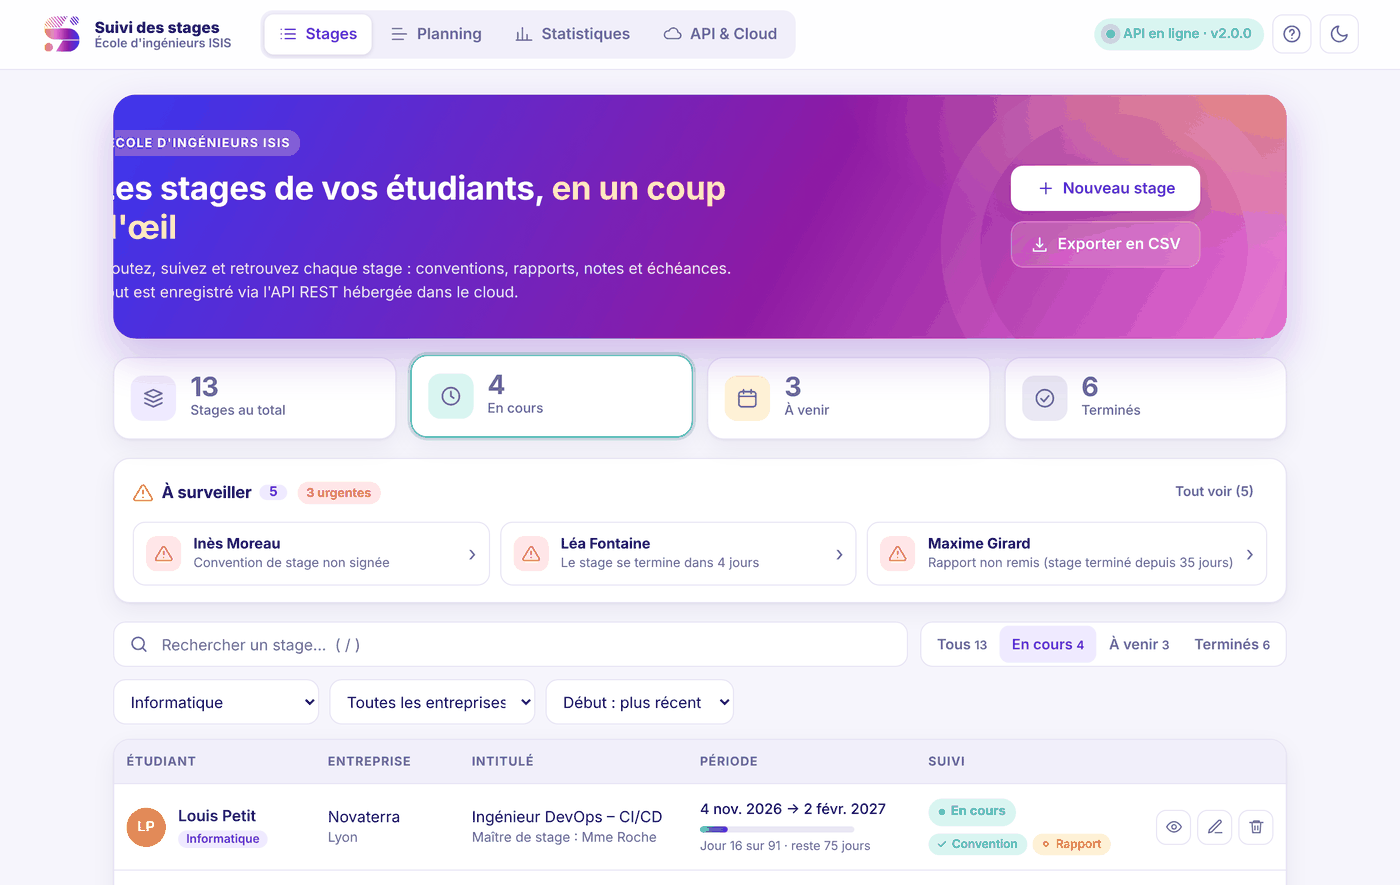 Suivi des stages
École d'ingénieurs ISIS
Stages
Planning
Statistiques
API & Cloud
API en ligne · v2.0.0
COLE D'INGÉNIEURS ISIS
es stages de vos étudiants, en un coup
'œil
outez, suivez et retrouvez chaque stage : conventions, rapports, notes et échéances.
out est enregistré via l'API REST hébergée dans le cloud.
+ Nouveau stage
Exporter en CSV
13
Stages au total
4
En cours
3
À venir
6
Terminés
À surveiller 5 3 urgentes
Tout voir (5)
Inès Moreau
Convention de stage non signée
Léa Fontaine
Le stage se termine dans 4 jours
Maxime Girard
Rapport non remis (stage terminé depuis 35 jours)
Rechercher un stage... ( / )
Tous 13
En cours 4
À venir 3
Terminés 6
Informatique
Toutes les entreprises
Début : plus récent
ÉTUDIANT ENTREPRISE INTITULÉ PÉRIODE SUIVI
LP
Louis Petit
Informatique
Novaterra
Lyon
Ingénieur DevOps – CI/CD
Maître de stage : Mme Roche
4 nov. 2026 → 2 févr. 2027
Jour 16 sur 91 · reste 75 jours
En cours
Convention
Rapport